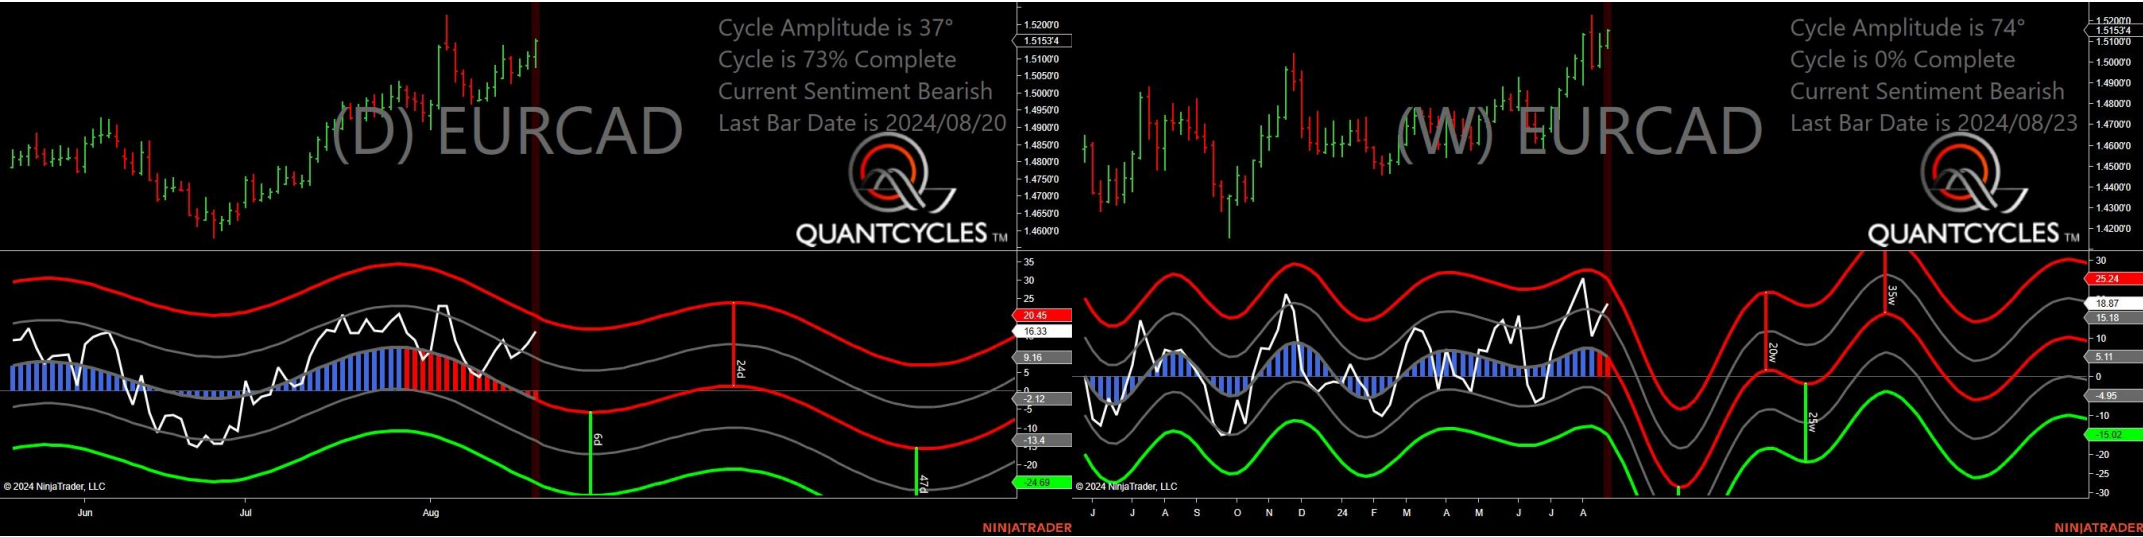 Cycle Amplitude is 37°
Cycle is 73% Complete
Current Sentiment Bearish
Last Bar Date is 2024/08/20
(D) EURCAD
QUANTCYCLES TM
1.5200'0
1.5153'4
1.5100'0
1.5050'0
1.5000'0
1.4950'0
1.4900'0
1.4850'0
1.4800'0
1.4750'0
1.4700'0
1.4650'0
1.4600'0
35
30
25
20.45
16.33
9.16
5
0
-2.12
-5
-10
-13.4
-20
-24.69
24d
6d
47d
© 2024 NinjaTrader, LLC
Jun Jul Aug
NINJATRADER
Cycle Amplitude is 74°
Cycle is 0% Complete
Current Sentiment Bearish
Last Bar Date is 2024/08/23
(W) EURCAD
QUANTCYCLES TM
1.5200'0
1.5153'4
1.5100'0
1.5000'0
1.4900'0
1.4800'0
1.4700'0
1.4600'0
1.4500'0
1.4400'0
1.4300'0
1.4200'0
30
25.24
18.87
15.18
10
5.11
0
-4.95
-10
-15.02
-20
-25
-30
20w
35w
25w
© 2024 NinjaTrader, LLC
J J A S O N D 24 F M A M J J A
NINJATRADER